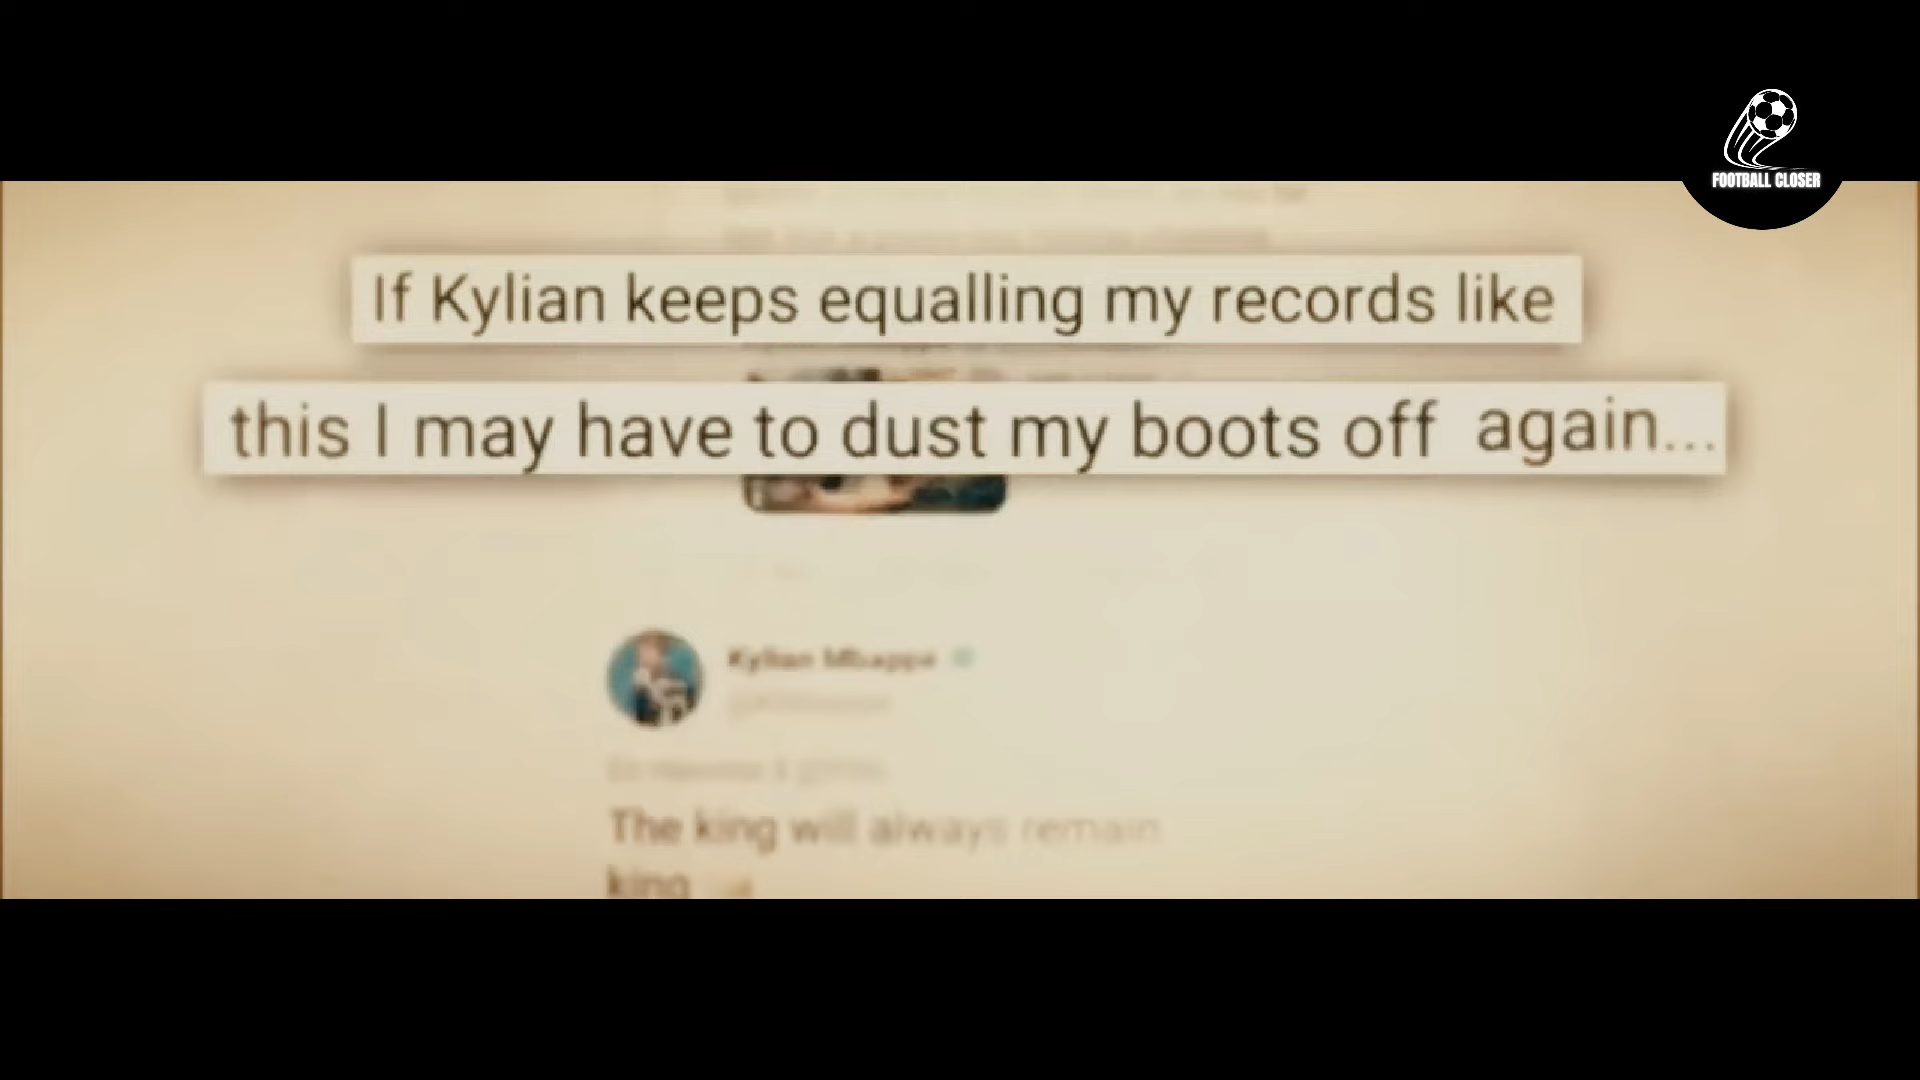 FOOTBALL CLOSER
If Kylian keeps equalling my records like
this I may have to dust my boots off again...
Kylian Mbappé
The king will always remain
king